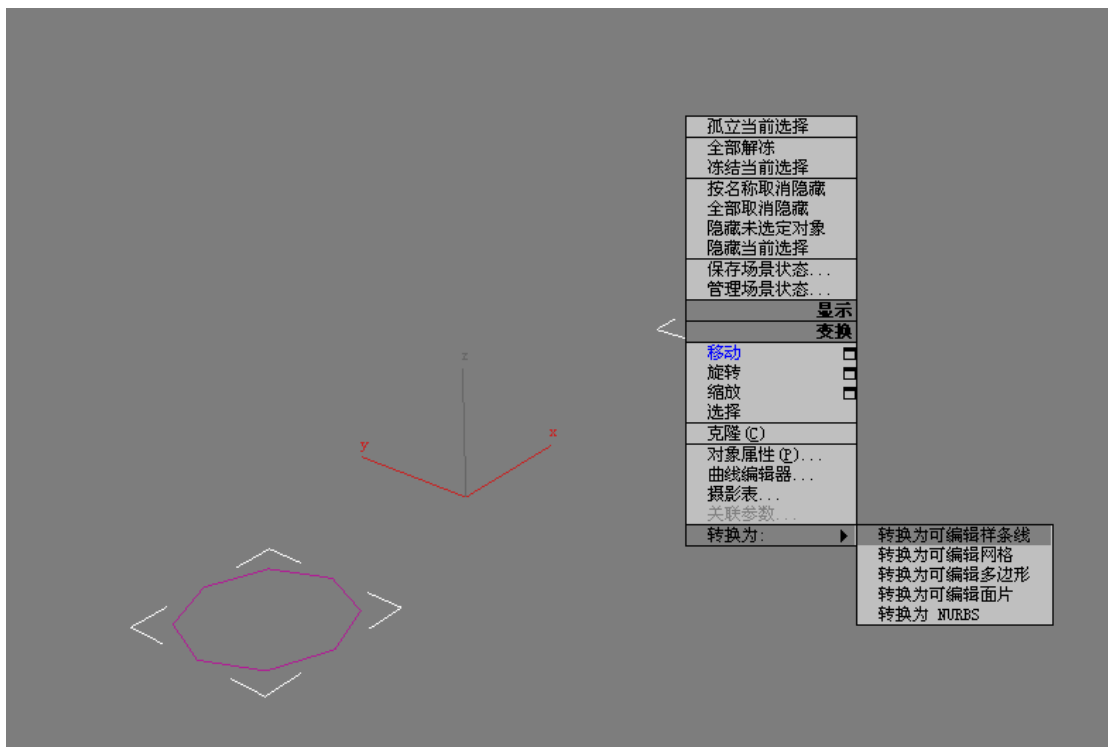 孤立当前选择
全部解冻
冻结当前选择
按名称取消隐藏
全部取消隐藏
隐藏未选定对象
隐藏当前选择
保存场景状态...
管理场景状态...
显示
变换
移动
旋转
缩放
选择
克隆(C)
对象属性(P)...
曲线编辑器...
摄影表...
关联参数...
转换为:
转换为可编辑样条线
转换为可编辑网格
转换为可编辑多边形
转换为可编辑面片
转换为 NURBS
z
y
x